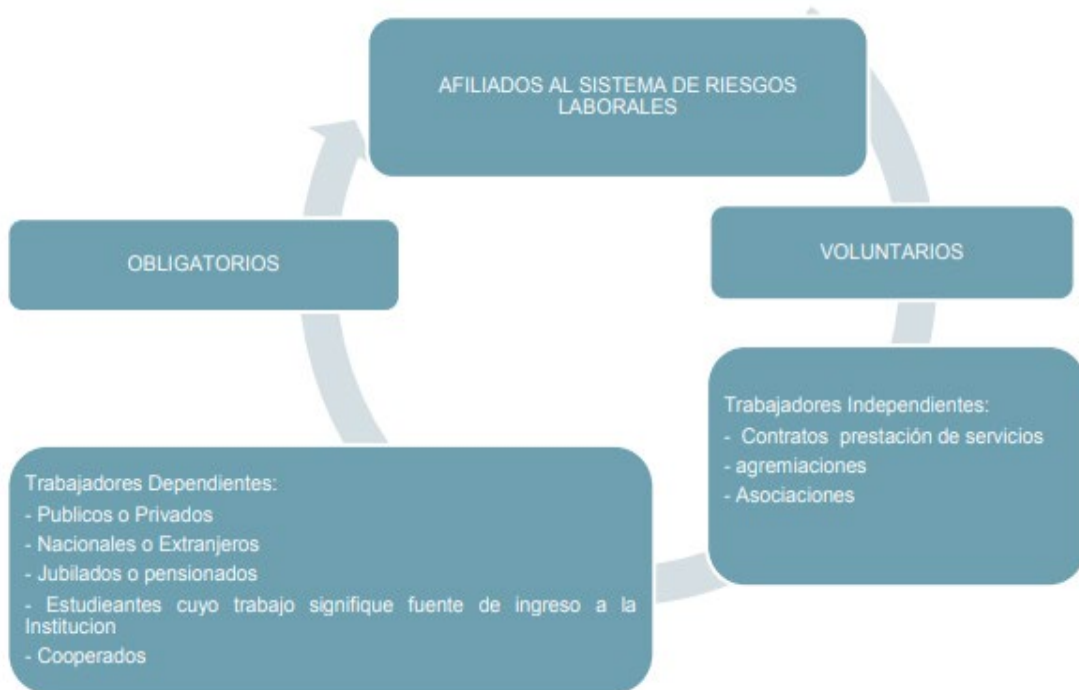 AFILIADOS AL SISTEMA DE RIESGOS
LABORALES
OBLIGATORIOS
VOLUNTARIOS
Trabajadores Independientes:
- Contratos prestación de servicios
- agremiaciones
- Asociaciones
Trabajadores Dependientes:
- Publicos o Privados
- Nacionales o Extranjeros
- Jubilados o pensionados
- Estudieantes cuyo trabajo signifique fuente de ingreso a la
Institucion
- Cooperados